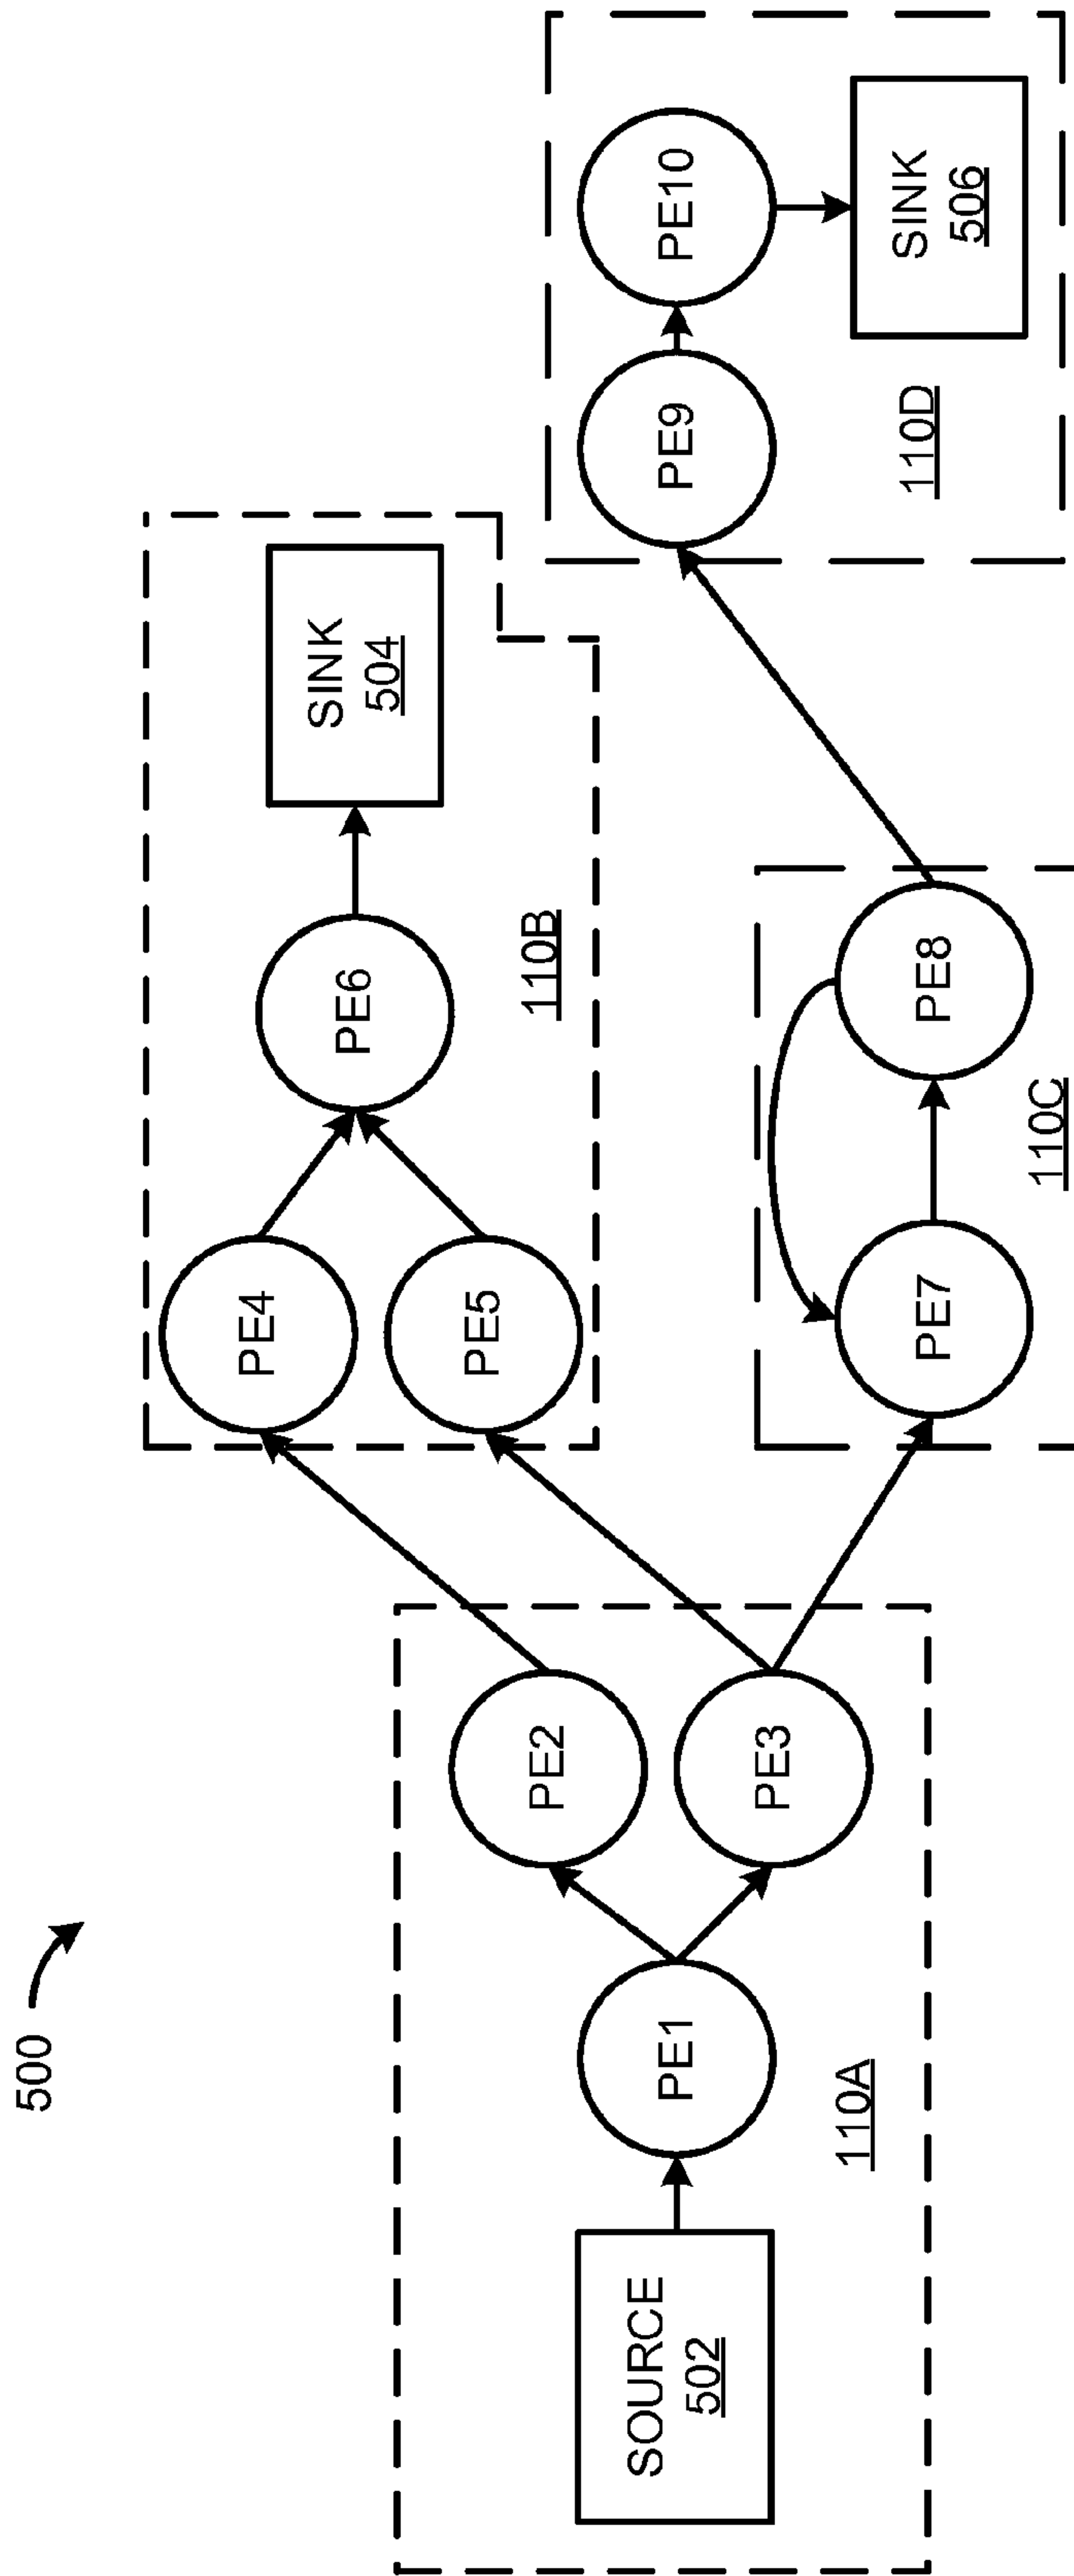 500
SOURCE
502
PE1
110A
PE2
PE3
PE4
PE5
PE6
110B
SINK
504
PE7
PE8
110C
PE9
PE10
110D
SINK
506